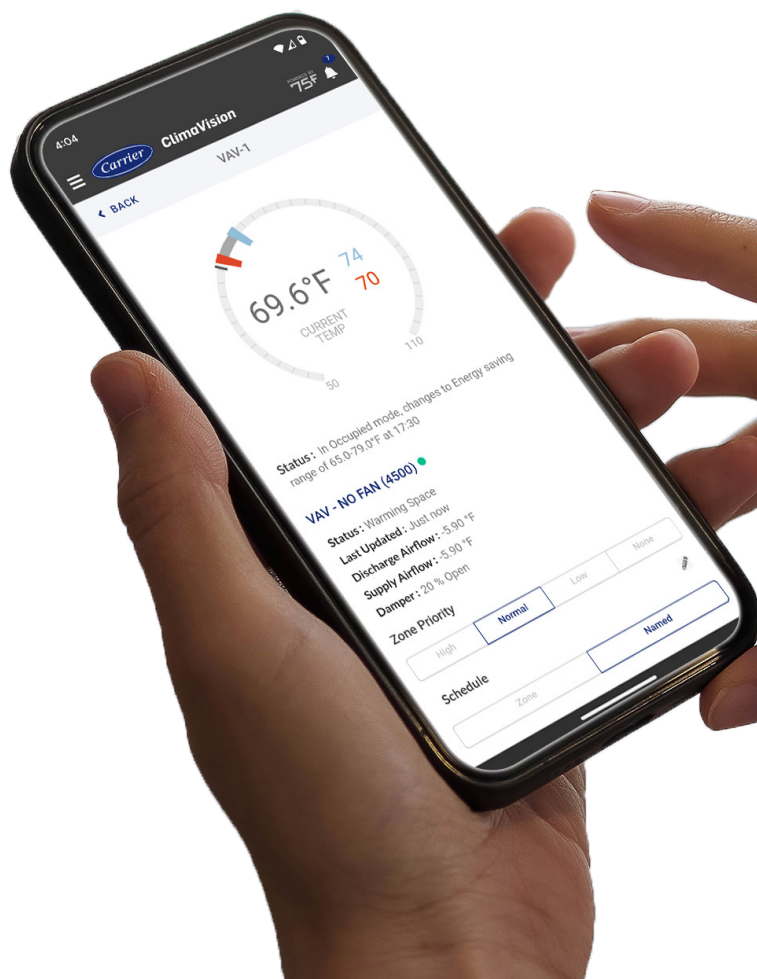 4:04
Carrier
ClimaVision
POWERED BY
75F
1
BACK
VAV-1
69.6°F
74
70
CURRENT
TEMP
50
110
Status: In Occupied mode, changes to Energy saving
range of 65.0-79.0°F at 17:30
VAV - NO FAN (4500)
Status: Warming Space
Last Updated: Just now
Discharge Airflow: -5.90 °F
Supply Airflow: -5.90 °F
Damper: 20 % Open
Zone Priority
High
Normal
Low
None
Schedule
Zone
Named